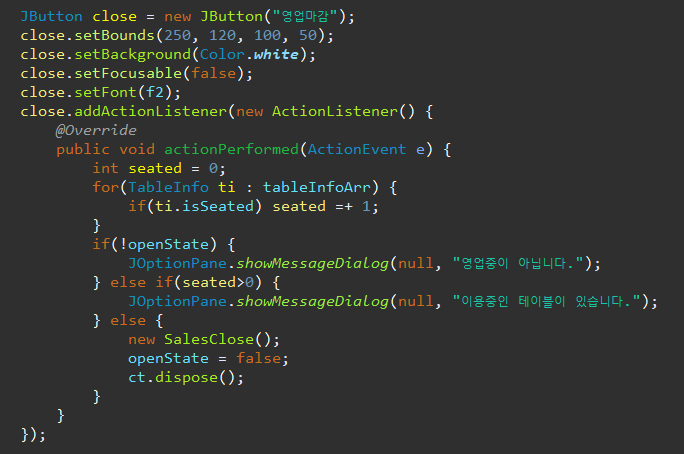 JButton close = new JButton("영업마감");
close.setBounds(250, 120, 100, 50);
close.setBackground(Color.white);
close.setFocusable(false);
close.setFont(f2);
close.addActionListener(new ActionListener() {
    @Override
    public void actionPerformed(ActionEvent e) {
        int seated = 0;
        for(TableInfo ti : tableInfoArr) {
            if(ti.isSeated) seated =+ 1;
        }
        if(!openState) {
            JOptionPane.showMessageDialog(null, "영업중이 아닙니다.");
        } else if(seated>0) {
            JOptionPane.showMessageDialog(null, "이용중인 테이블이 있습니다.");
        } else {
            new SalesClose();
            openState = false;
            ct.dispose();
        }
    }
});